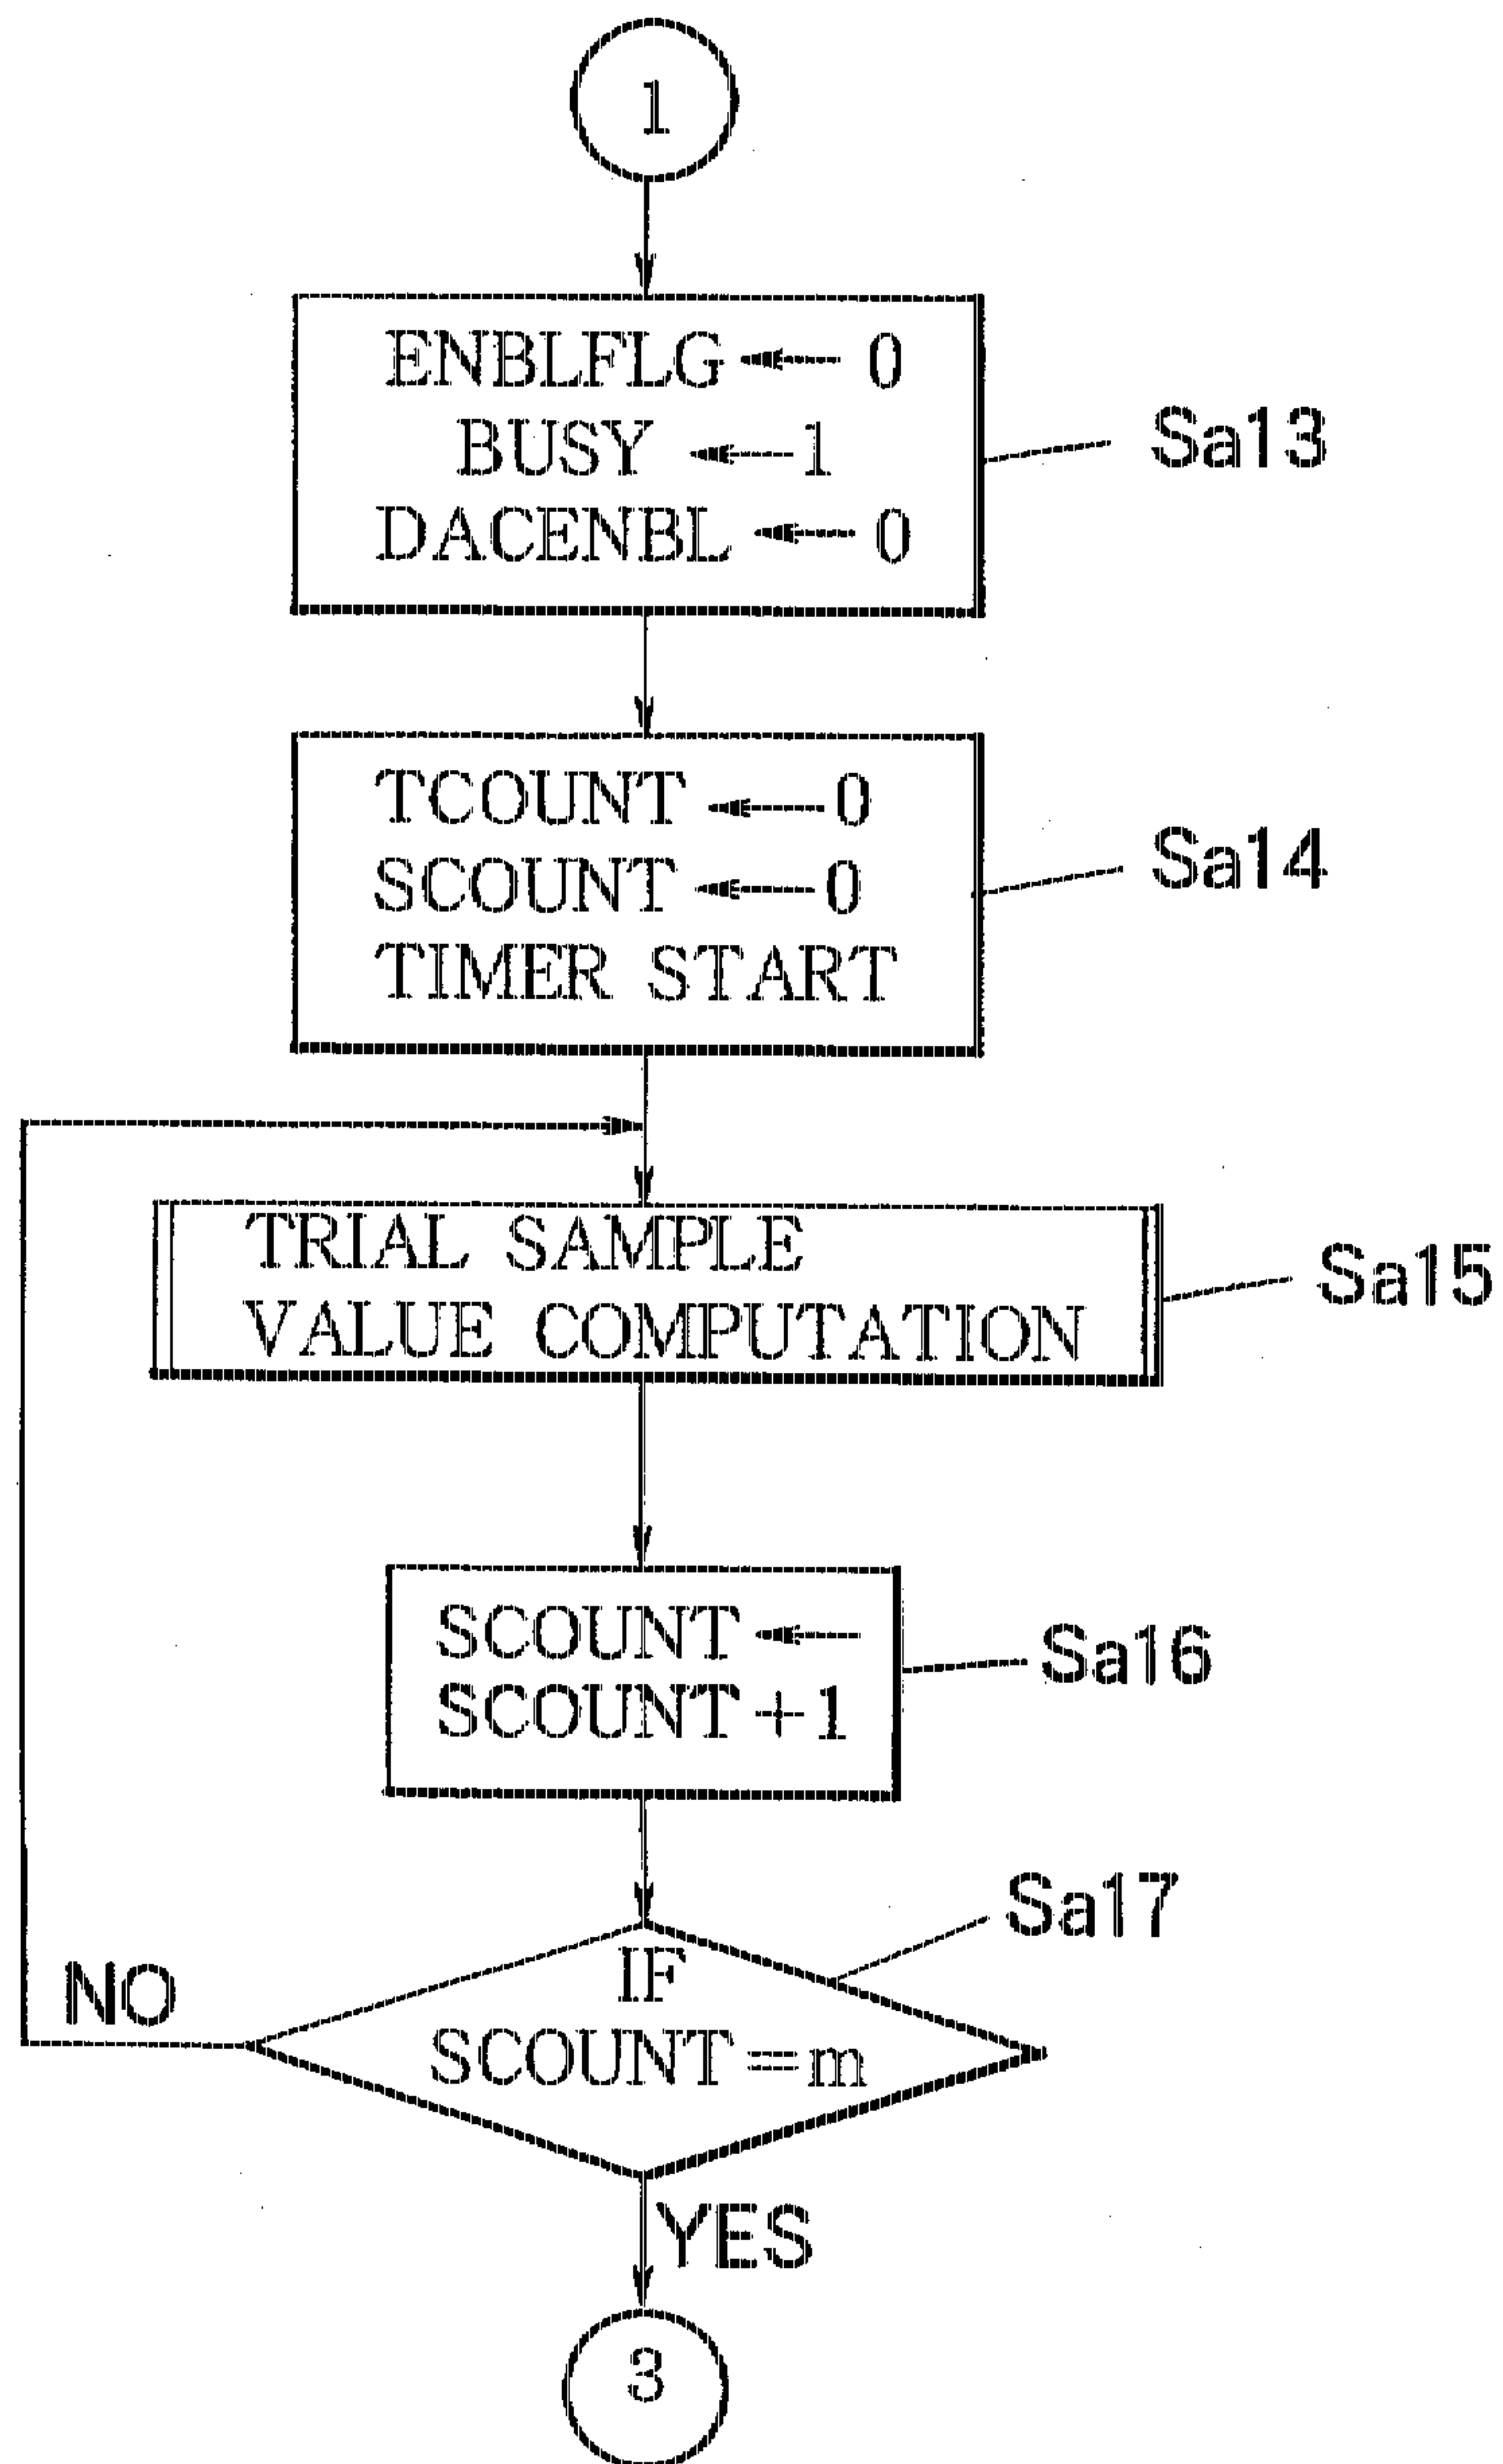 1
ENBLFLG ← 0
BUSY ← 1
DACENBL ← 0
Sa13
TCOUNT ← 0
SCOUNT ← 0
TIMER START
Sa14
TRIAL SAMPLE
VALUE COMPUTATION
Sa15
SCOUNT ←
SCOUNT+1
Sa16
Sa17
IF
SCOUNT=m
NO
YES
3